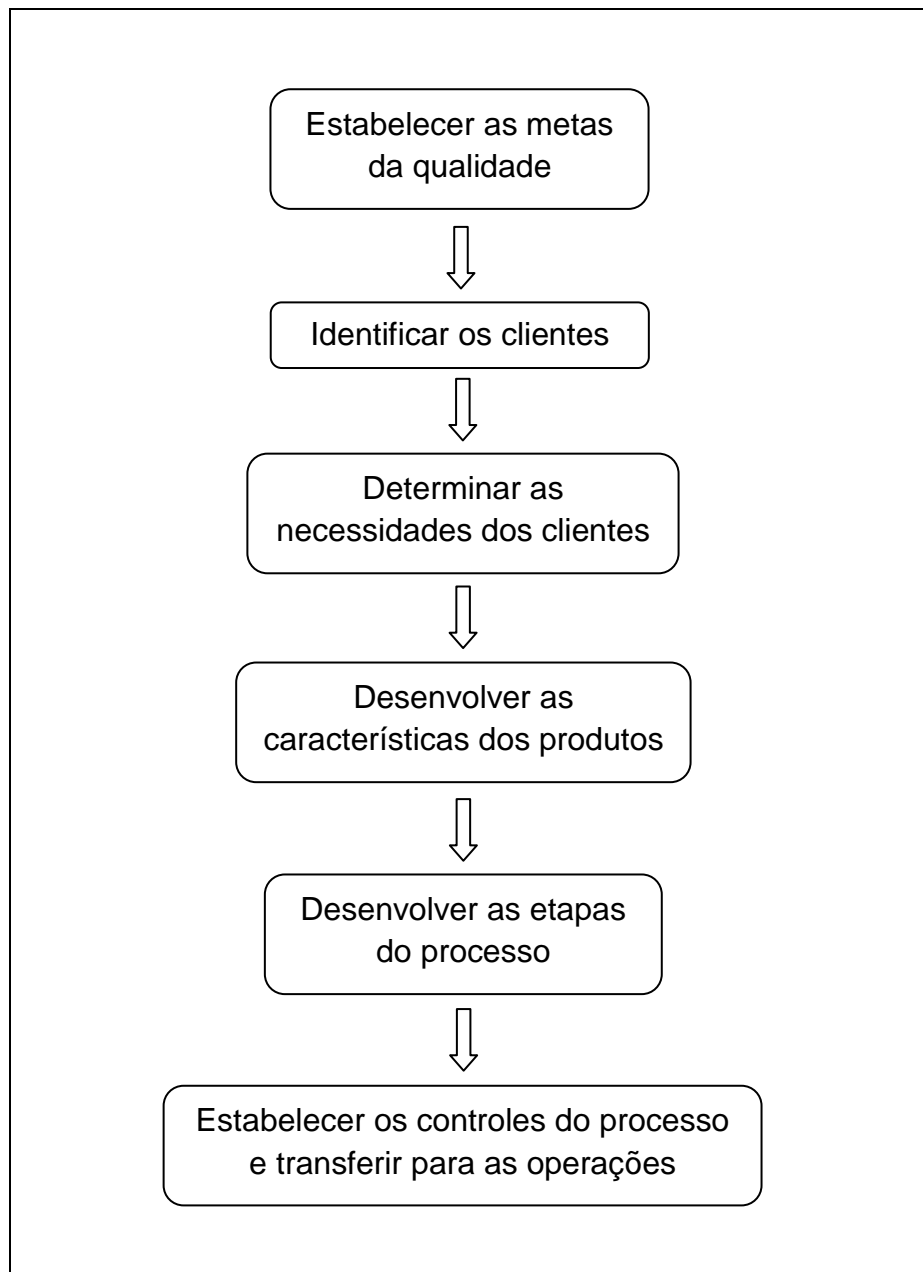 Estabelecer as metas
da qualidade
Identificar os clientes
Determinar as
necessidades dos clientes
Desenvolver as
características dos produtos
Desenvolver as etapas
do processo
Estabelecer os controles do processo
e transferir para as operações